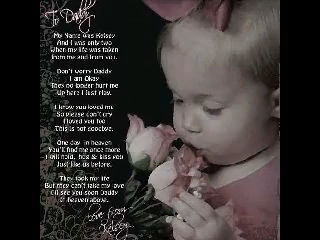 To Daddy,
My Name was Kelsey
And I was only two
When my life was taken
From me and from you.
Don't worry Daddy
I am Okay
They no longer hurt me
Up here I just play.
I know you loved me
So please don't cry
I loved you too
This is not goodbye.
One day in heaven
You'll find me once more
I will hold, hug & kiss you
Just like us before.
They took my life
But they can't take my love
I'll see you soon Daddy
In heaven above.
Love From
Kelsey